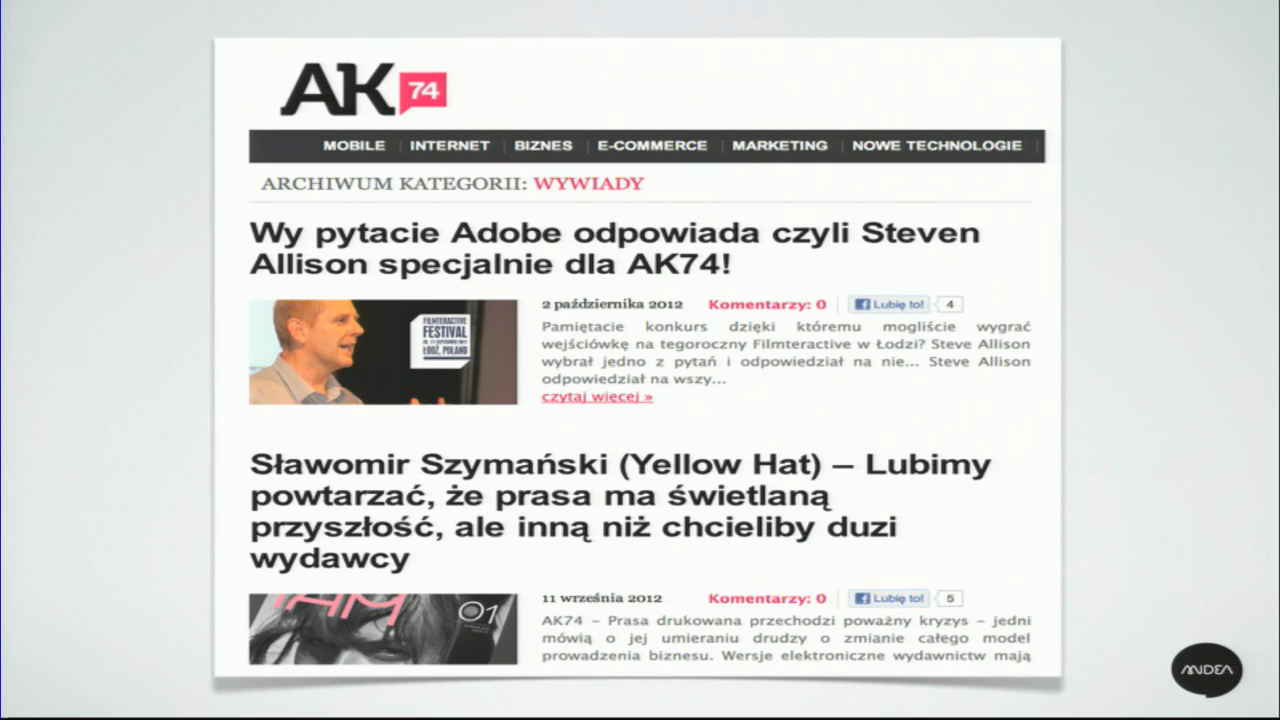 AK 74
MOBILE INTERNET BIZNES E-COMMERCE MARKETING NOWE TECHNOLOGIE
ARCHIWUM KATEGORII: WYWIADY
Wy pytacie Adobe odpowiada czyli Steven
Allison specjalnie dla AK74!
FILMTERACTIVE
FESTIVAL
ŁÓDŹ, POLAND
2 października 2012 Komentarzy: 0 Lubię to! 4
Pamiętacie konkurs dzięki któremu mogliście wygrać
wejściówkę na tegoroczny Filmteractive w Łodzi? Steve Allison
wybrał jedno z pytań i odpowiedział na nie... Steve Allison
odpowiedział na wszy...
czytaj więcej »
Sławomir Szymański (Yellow Hat) – Lubimy
powtarzać, że prasa ma świetlaną
przyszłość, ale inną niż chcieliby duzi
wydawcy
01
11 września 2012 Komentarzy: 0 Lubię to! 5
AK74 – Prasa drukowana przechodzi poważny kryzys – jedni
mówią o jej umieraniu drudzy o zmianie całego model
prowadzenia biznesu. Wersje elektroniczne wydawnictw mają